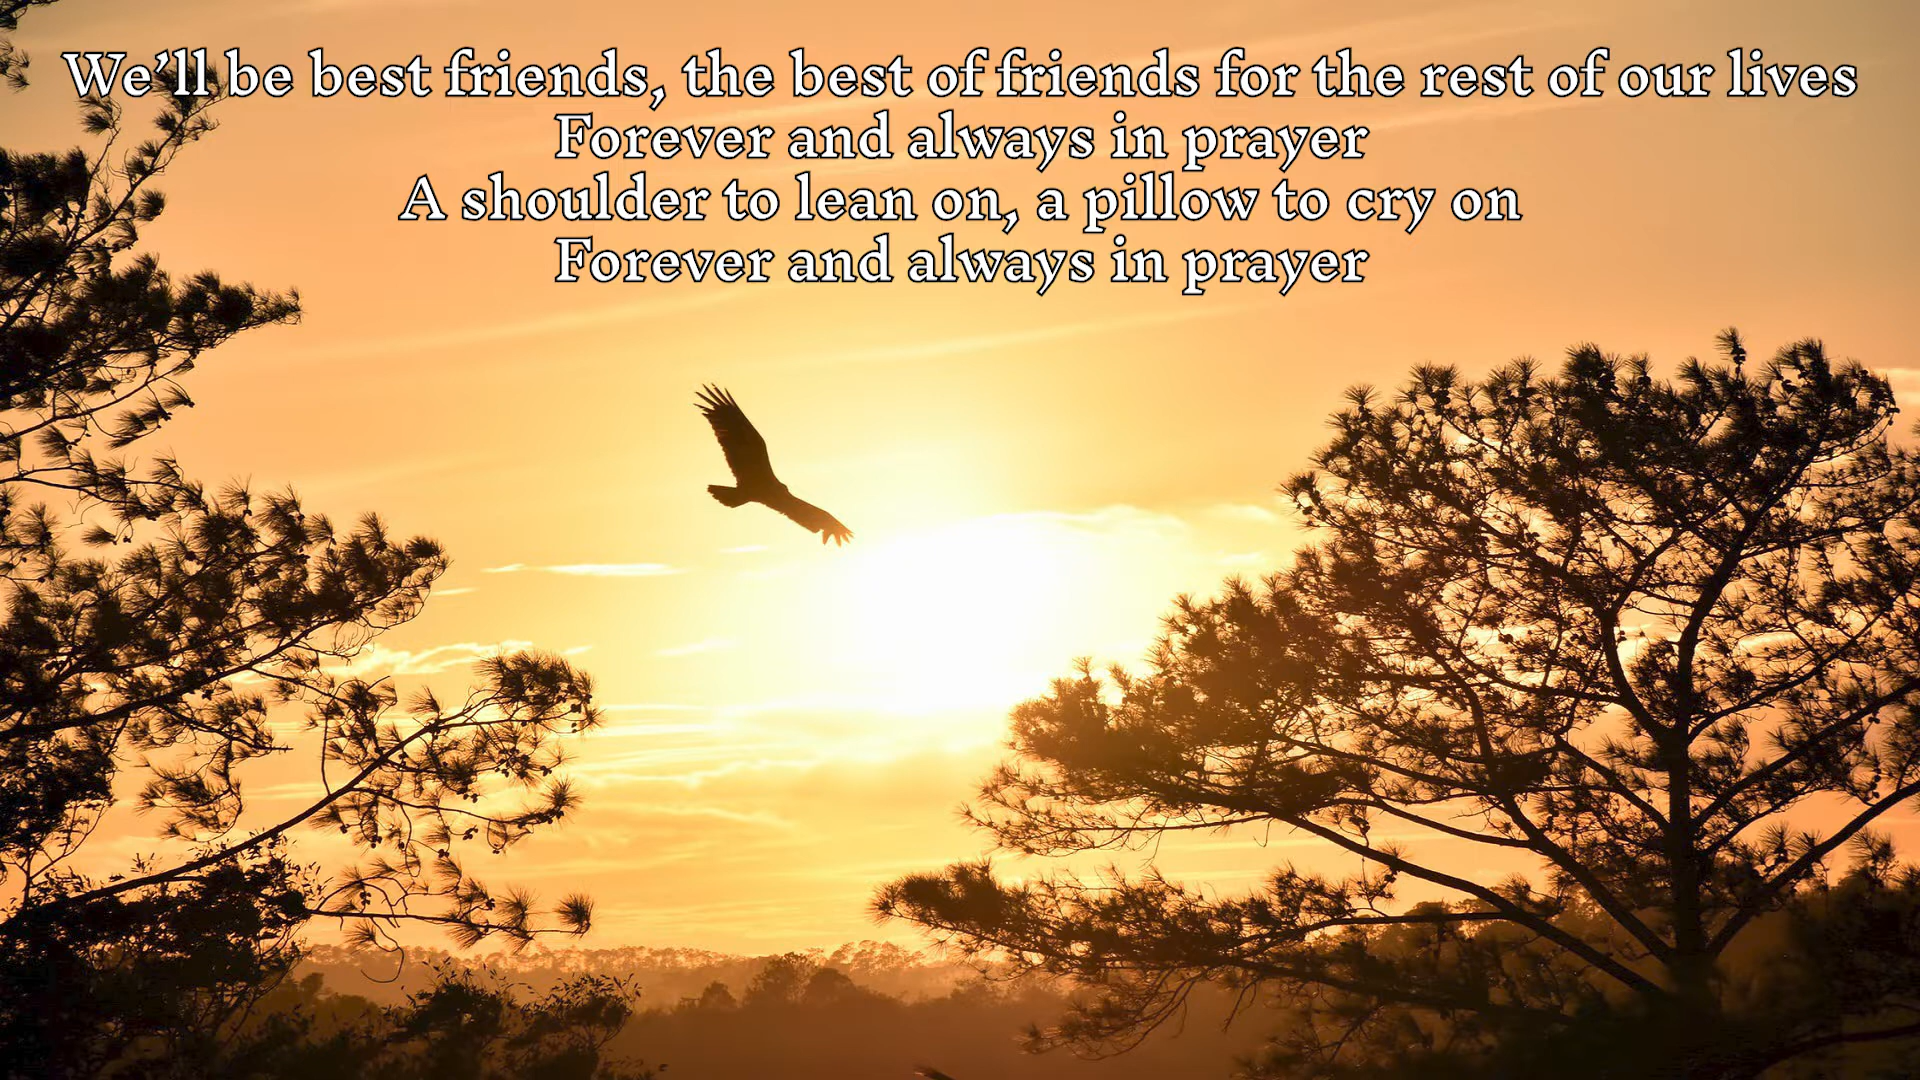 We’ll be best friends, the best of friends for the rest of our lives
Forever and always in prayer
A shoulder to lean on, a pillow to cry on
Forever and always in prayer